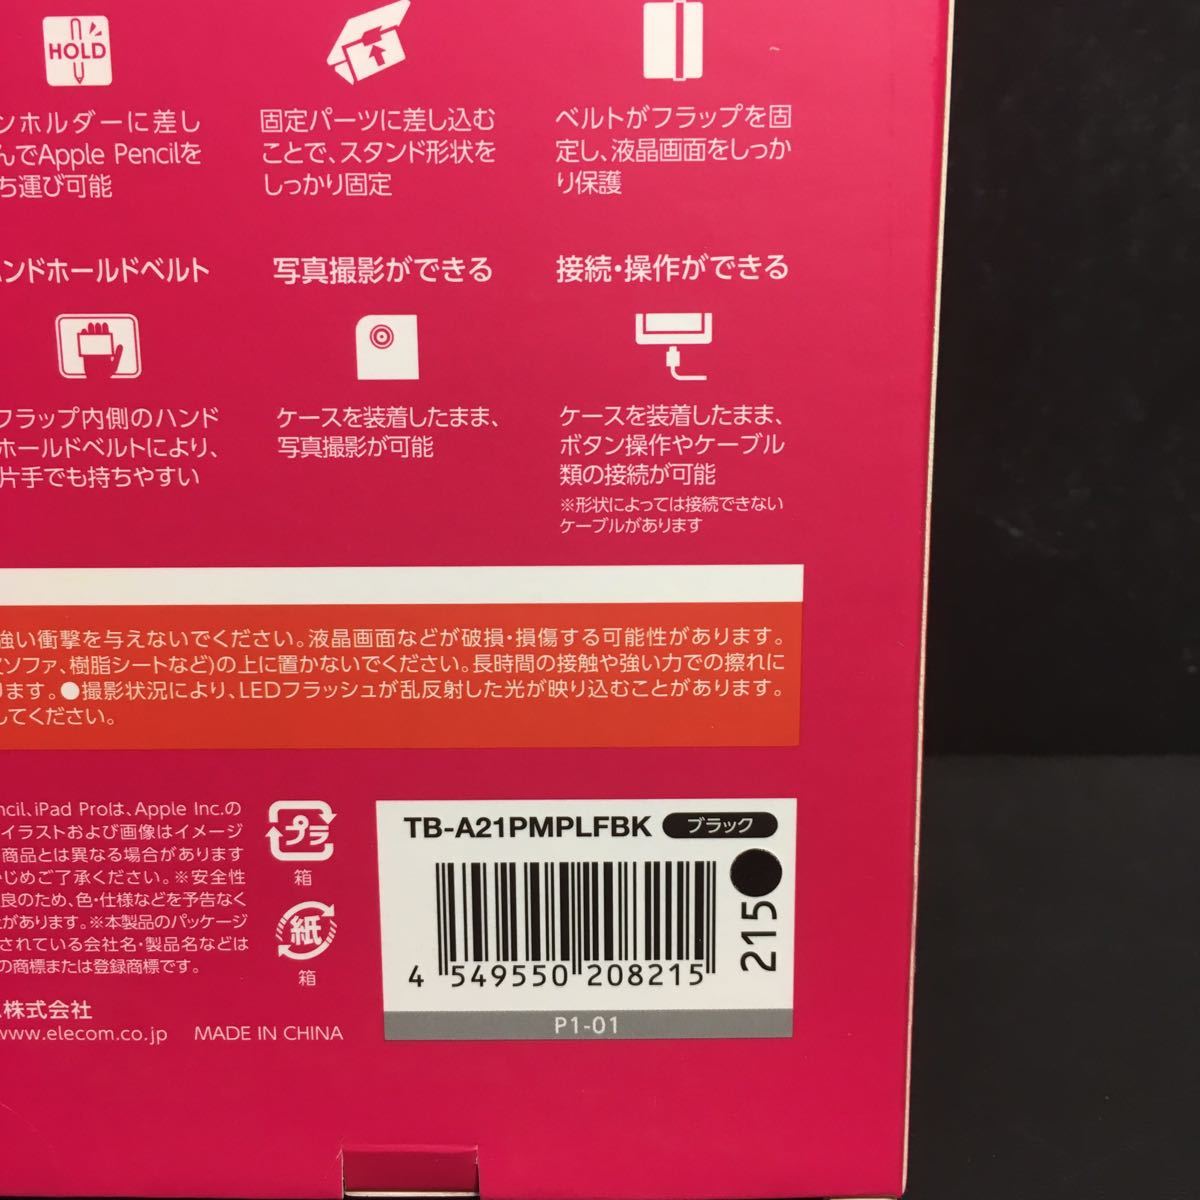 HOLD
ンホルダーに差し
んでApple Pencilを
ち運び可能
固定パーツに差し込む
ことで、スタンド形状を
しっかり固定
ベルトがフラップを固
定し、液晶画面をしっか
り保護
ンドホールドベルト
フラップ内側のハンド
ホールドベルトにより、
片手でも持ちやすい
写真撮影ができる
ケースを装着したまま、
写真撮影が可能
接続・操作ができる
ケースを装着したまま、
ボタン操作やケーブル
類の接続が可能
※形状によっては接続できない
ケーブルがあります
強い衝撃を与えないでください。液晶画面などが破損・損傷する可能性があります。
ソファ、樹脂シートなど)の上に置かないでください。長時間の接触や強い力での擦れに
ります。●撮影状況により、LEDフラッシュが乱反射した光が映り込むことがあります。
してください。
ncil、iPad Proは、Apple Inc.の
イラストおよび画像はイメージ
商品とは異なる場合があります
じめご了承ください。※安全性
良のため、色・仕様などを予告なく
があります。※本製品のパッケージ
されている会社名・製品名などは
の商標または登録商標です。
株式会社
www.elecom.co.jp MADE IN CHINA
プラ
箱
紙
箱
TB-A21PMPLFBK ブラック
215
4 549550 208215
P1-01